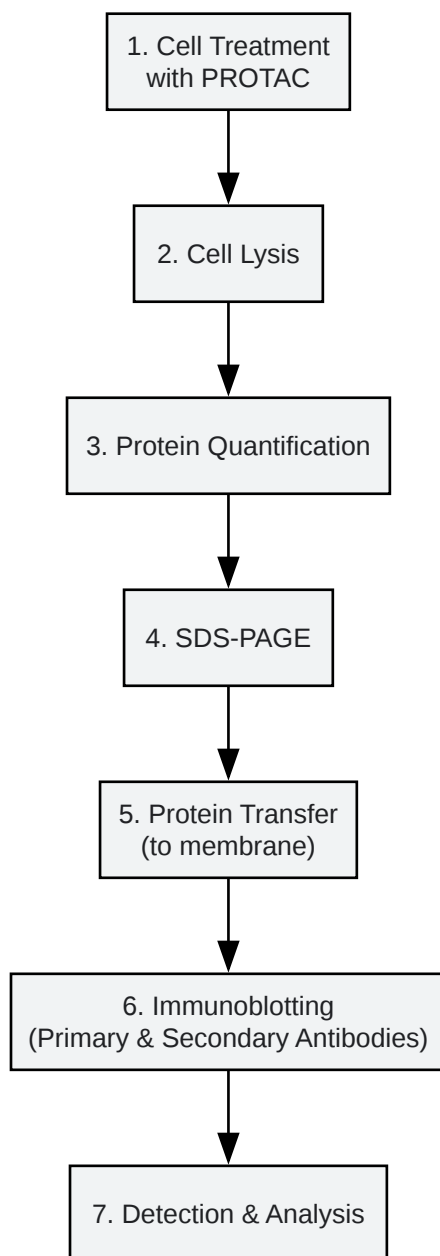 1. Cell Treatment
with PROTAC
2. Cell Lysis
3. Protein Quantification
4. SDS-PAGE
5. Protein Transfer
(to membrane)
6. Immunoblotting
(Primary & Secondary Antibodies)
7. Detection & Analysis